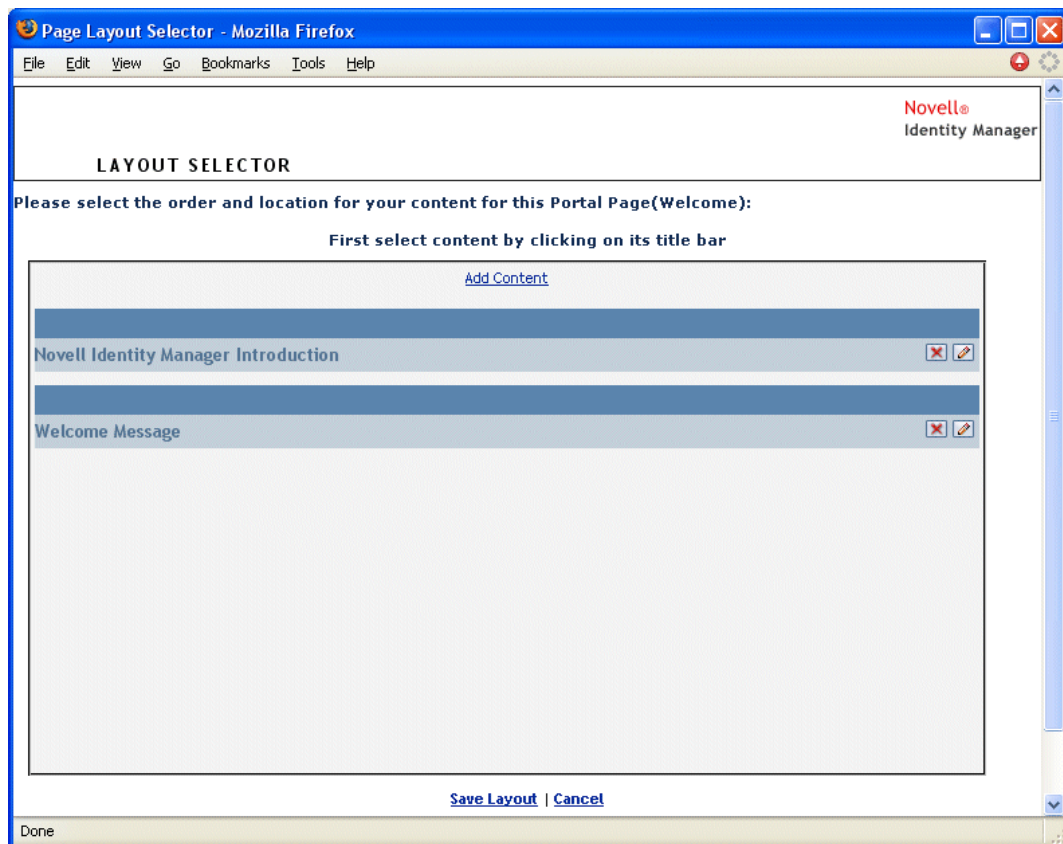 Page Layout Selector - Mozilla Firefox
File Edit View Go Bookmarks Tools Help
Novell®
Identity Manager
LAYOUT SELECTOR
Please select the order and location for your content for this Portal Page(Welcome):
First select content by clicking on its title bar
Add Content
Novell Identity Manager Introduction
Welcome Message
Save Layout | Cancel
Done